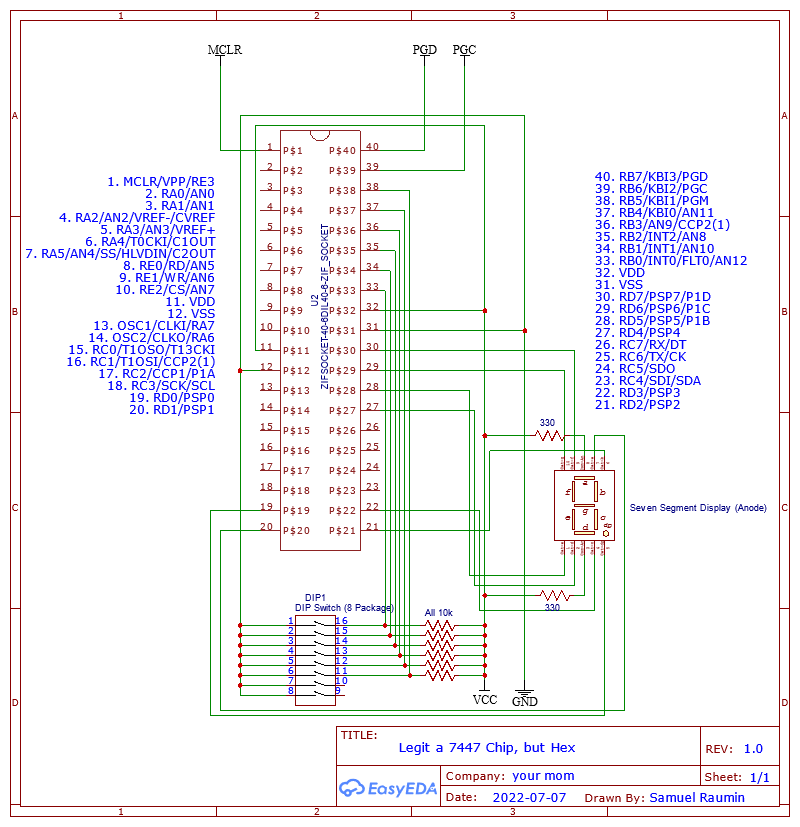 1 2 3
A A
B B
C C
D D
MCLR PGD PGC
1. MCLR/VPP/RE3
2. RA0/AN0
3. RA1/AN1
4. RA2/AN2/VREF-/CVREF
5. RA3/AN3/VREF+
6. RA4/T0CKI/C1OUT
7. RA5/AN4/SS/HLVDIN/C2OUT
8. RE0/RD/AN5
9. RE1/WR/AN6
10. RE2/CS/AN7
11. VDD
12. VSS
13. OSC1/CLKI/RA7
14. OSC2/CLKO/RA6
15. RC0/T1OSO/T13CKI
16. RC1/T1OSI/CCP2(1)
17. RC2/CCP1/P1A
18. RC3/SCK/SCL
19. RD0/PSP0
20. RD1/PSP1
1 P$1 P$40 40
2 P$2 P$39 39
3 P$3 P$38 38
4 P$4 P$37 37
5 P$5 P$36 36
6 P$6 P$35 35
7 P$7 P$34 34
8 P$8 P$33 33
9 P$9 P$32 32
10 P$10 P$31 31
11 P$11 P$30 30
12 P$12 P$29 29
13 P$13 P$28 28
14 P$14 P$27 27
15 P$15 P$26 26
16 P$16 P$25 25
17 P$17 P$24 24
18 P$18 P$23 23
19 P$19 P$22 22
20 P$20 P$21 21
U2
40. RB7/KBI3/PGD
39. RB6/KBI2/PGC
38. RB5/KBI1/PGM
37. RB4/KBI0/AN11
36. RB3/AN9/CCP2(1)
35. RB2/INT2/AN8
34. RB1/INT1/AN10
33. RB0/INT0/FLT0/AN12
32. VDD
31. VSS
30. RD7/PSP7/P1D
29. RD6/PSP6/P1C
28. RD5/PSP5/P1B
27. RD4/PSP4
26. RC7/RX/DT
25. RC6/TX/CK
24. RC5/SDO
23. RC4/SDI/SDA
22. RD3/PSP3
21. RD2/PSP2
330
Seven Segment Display (Anode)
330
DIP1
DIP Switch (8 Package)
All 10k
1 16
2 15
3 14
4 13
5 12
6 11
7 10
8 9
VCC GND
TITLE:
Legit a 7447 Chip, but Hex
REV: 1.0
EasyEDA
Company: your mom
Sheet: 1/1
Date: 2022-07-07 Drawn By: Samuel Raumin
1 2 3